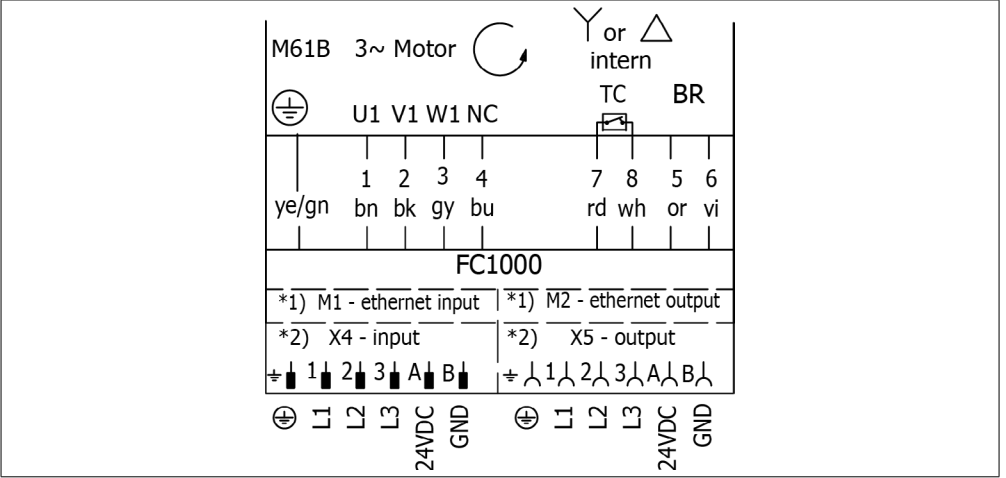 M61B 3~ Motor or
intern
TC BR
U1 V1 W1 NC
1 2 3 4 7 8 5 6
ye/gn bn bk gy bu rd wh or vi
FC1000
*1) M1 - ethernet input *1) M2 - ethernet output
*2) X4 - input *2) X5 - output
1 2 3 A B 1 2 3 A B
L1 L2 L3 24VDC GND L1 L2 L3 24VDC GND